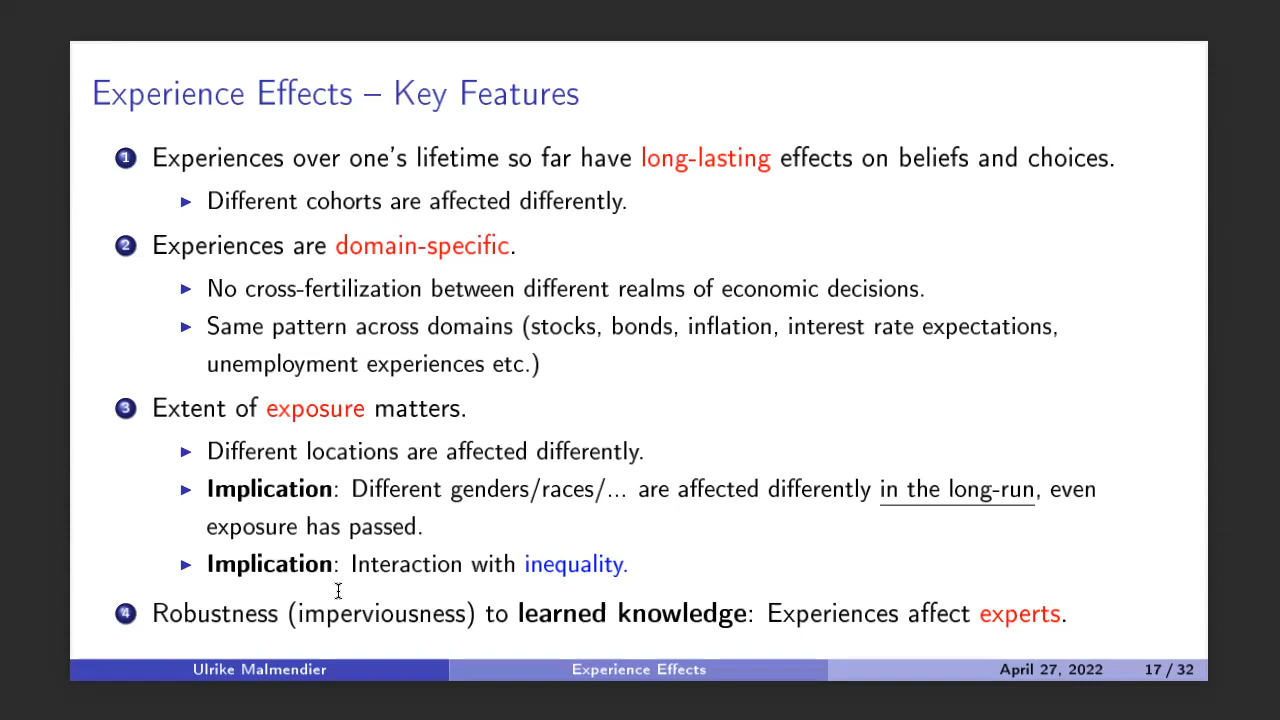 Experience Effects – Key Features
1 Experiences over one's lifetime so far have long-lasting effects on beliefs and choices.
▶ Different cohorts are affected differently.
2 Experiences are domain-specific.
▶ No cross-fertilization between different realms of economic decisions.
▶ Same pattern across domains (stocks, bonds, inflation, interest rate expectations,
unemployment experiences etc.)
3 Extent of exposure matters.
▶ Different locations are affected differently.
▶ Implication: Different genders/races/... are affected differently in the long-run, even
exposure has passed.
▶ Implication: Interaction with inequality.
4 Robustness (imperviousness) to learned knowledge: Experiences affect experts.
Ulrike Malmendier Experience Effects April 27, 2022 17 / 32